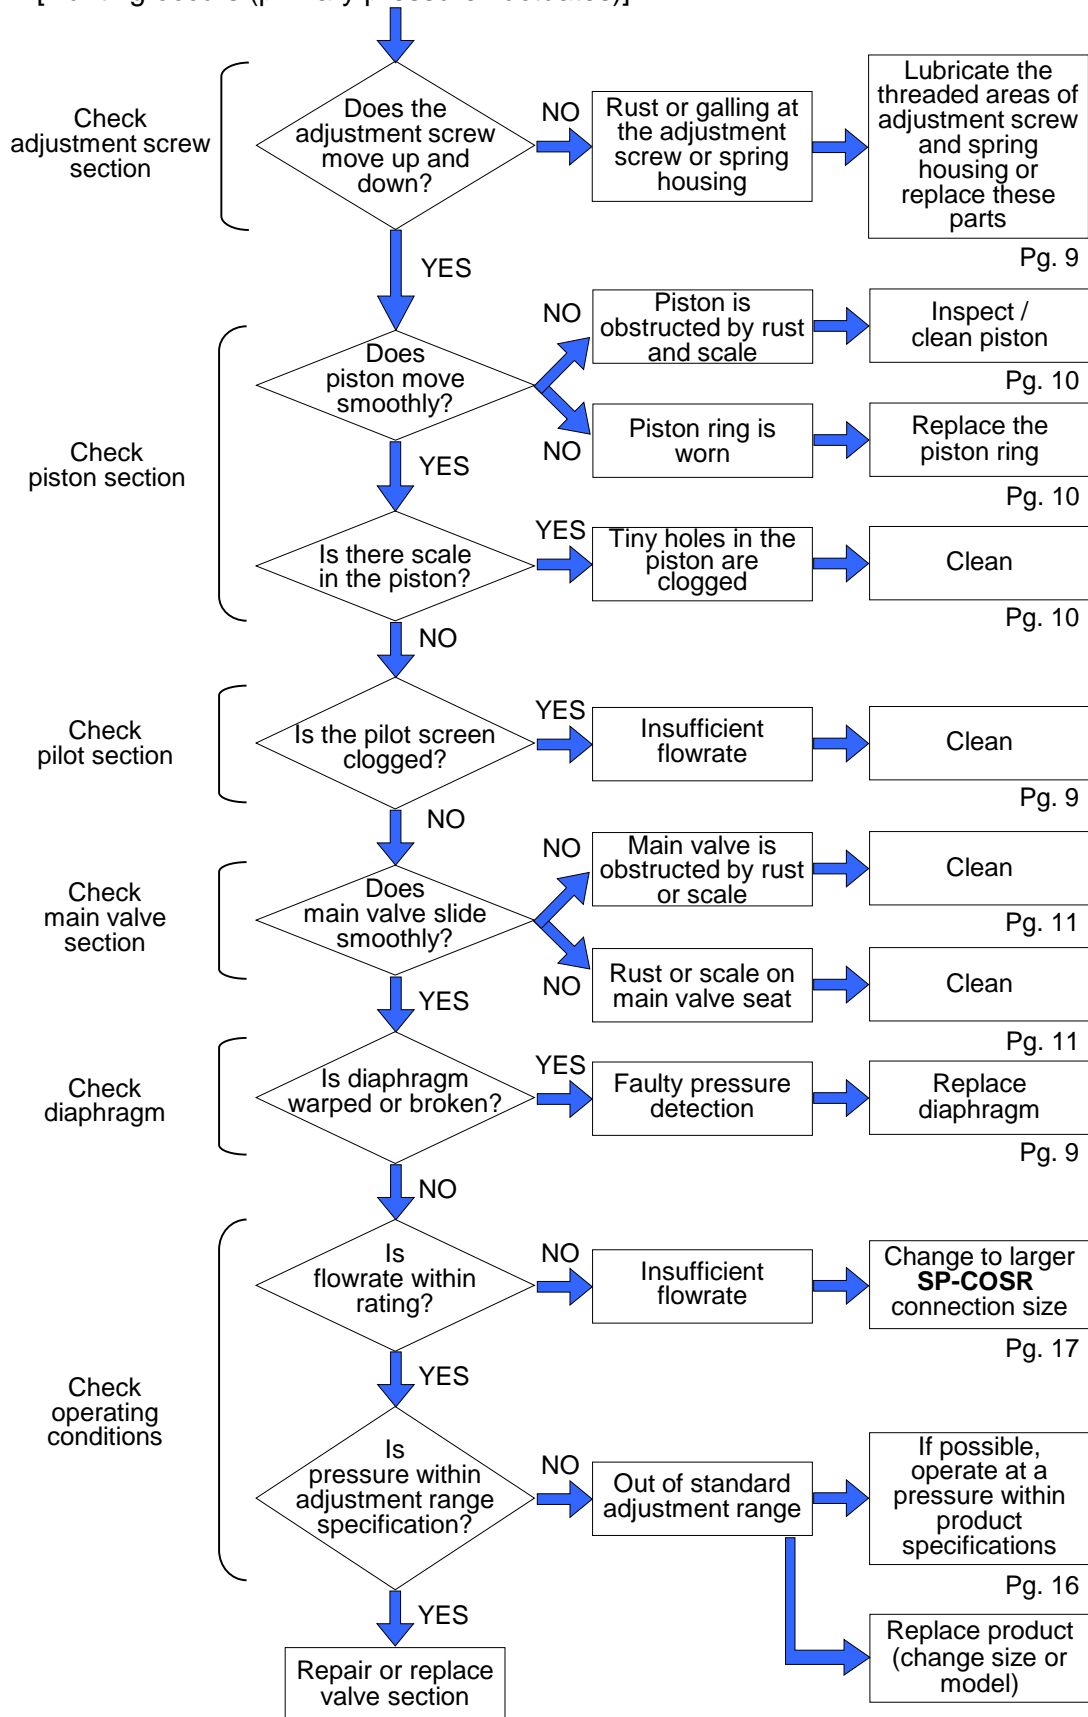 Check
adjustment screw
section
Does the
adjustment screw
move up and
down?
NO
Rust or galling at
the adjustment
screw or spring
housing
Lubricate the
threaded areas of
adjustment screw
and spring
housing or
replace these
parts
Pg. 9
YES
Check
piston section
Does
piston move
smoothly?
NO
Piston is
obstructed by rust
and scale
Inspect /
clean piston
Pg. 10
NO
Piston ring is
worn
Replace the
piston ring
Pg. 10
YES
Is there scale
in the piston?
YES
Tiny holes in the
piston are
clogged
Clean
Pg. 10
NO
Check
pilot section
Is the pilot screen
clogged?
YES
Insufficient
flowrate
Clean
Pg. 9
NO
Check
main valve
section
Does
main valve slide
smoothly?
NO
Main valve is
obstructed by rust
or scale
Clean
Pg. 11
NO
Rust or scale on
main valve seat
Clean
Pg. 11
YES
Check
diaphragm
Is diaphragm
warped or broken?
YES
Faulty pressure
detection
Replace
diaphragm
Pg. 9
NO
Check
operating
conditions
Is
flowrate within
rating?
NO
Insufficient
flowrate
Change to larger
SP-COSR
connection size
Pg. 17
YES
Is
pressure within
adjustment range
specification?
NO
Out of standard
adjustment range
If possible,
operate at a
pressure within
product
specifications
Pg. 16
Replace product
(change size or
model)
YES
Repair or replace
valve section